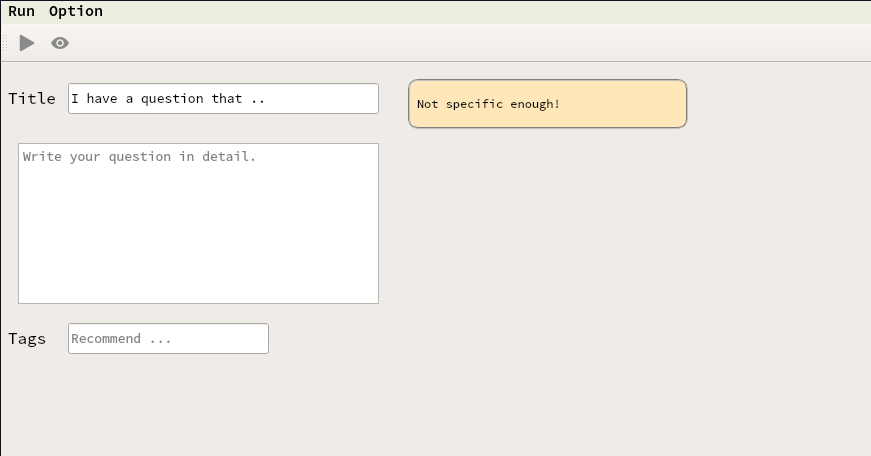 Run Option
Title I have a question that ..
Not specific enough!
Write your question in detail.
Tags Recommend ...